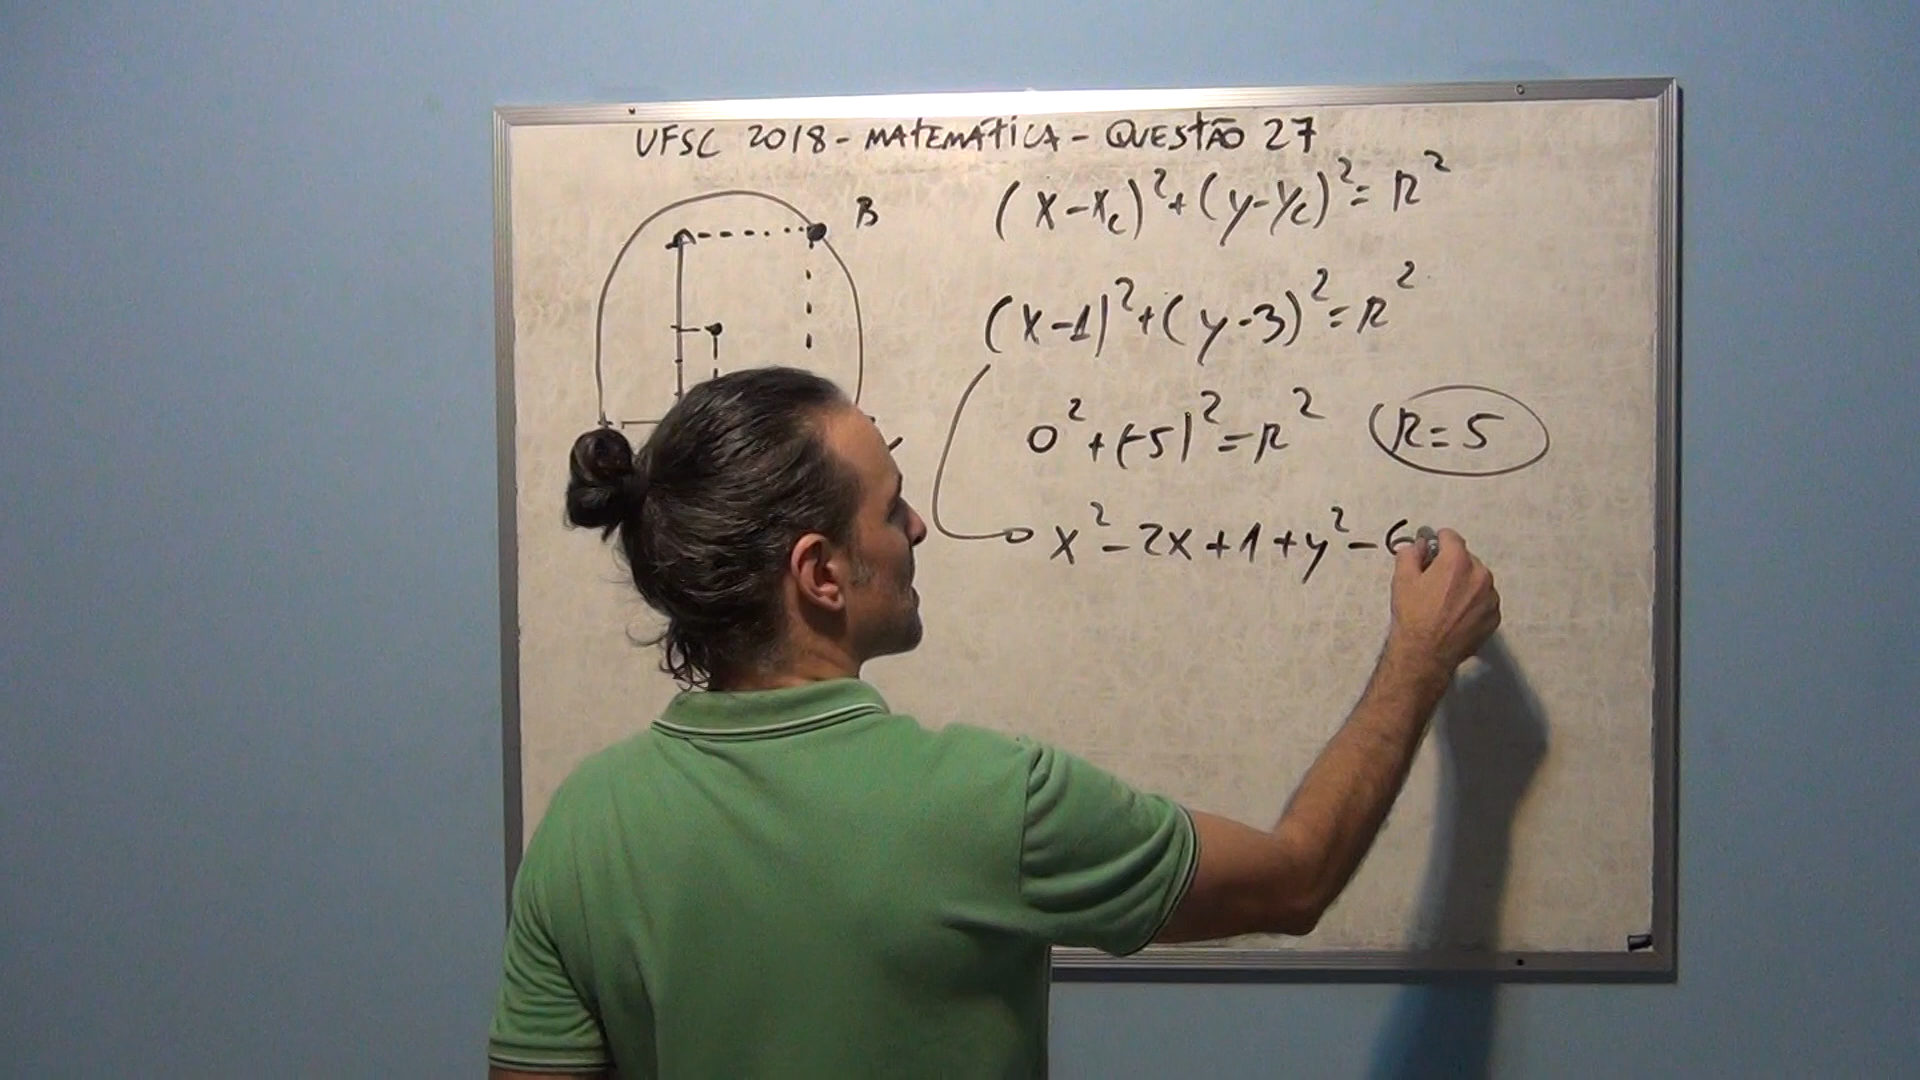 UFSC 2018 - MATEMÁTICA - QUESTÃO 27
B
(x-xc)²+(y-yc)²=R²
(x-1)²+(y-3)²=R²
0²+(-5)²=R² R=5
x²-2x+1+y²-6